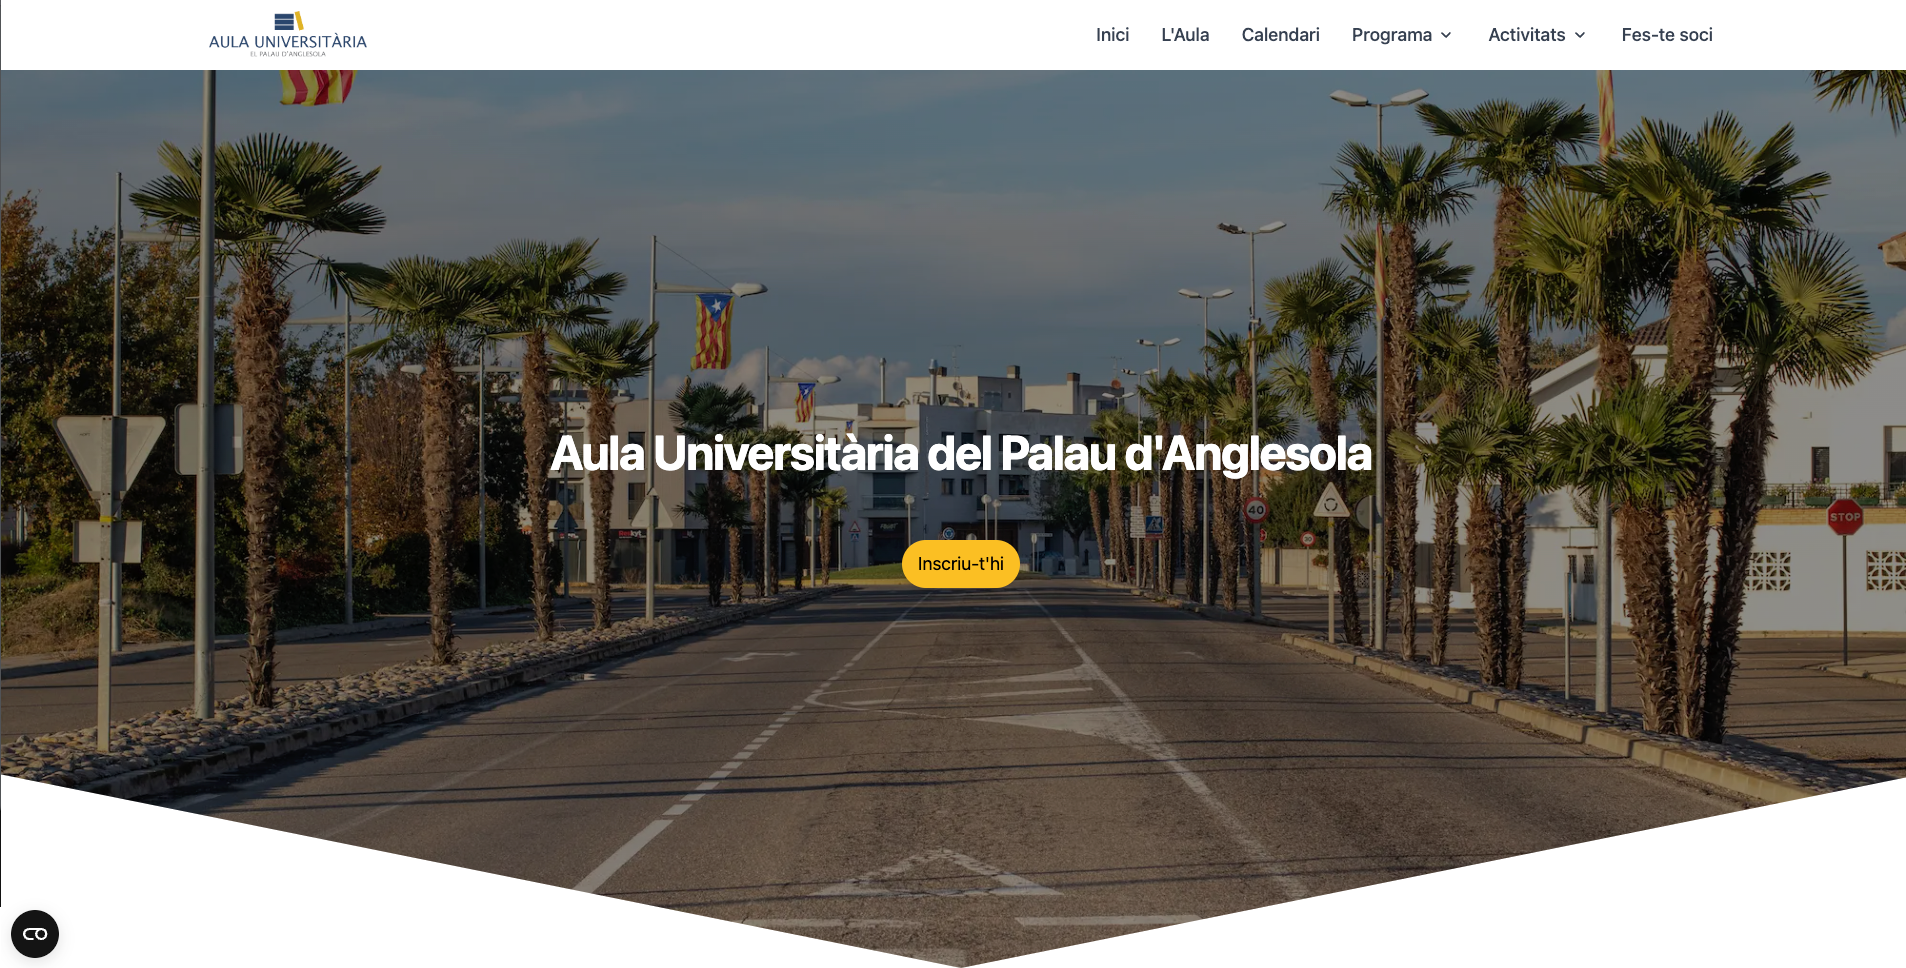 AULA UNIVERSITÀRIA
EL PALAU D'ANGLESOLA
Inici
L'Aula
Calendari
Programa
Activitats
Fes-te soci
Aula Universitària del Palau d'Anglesola
Inscriu-t'hi
40
STOP